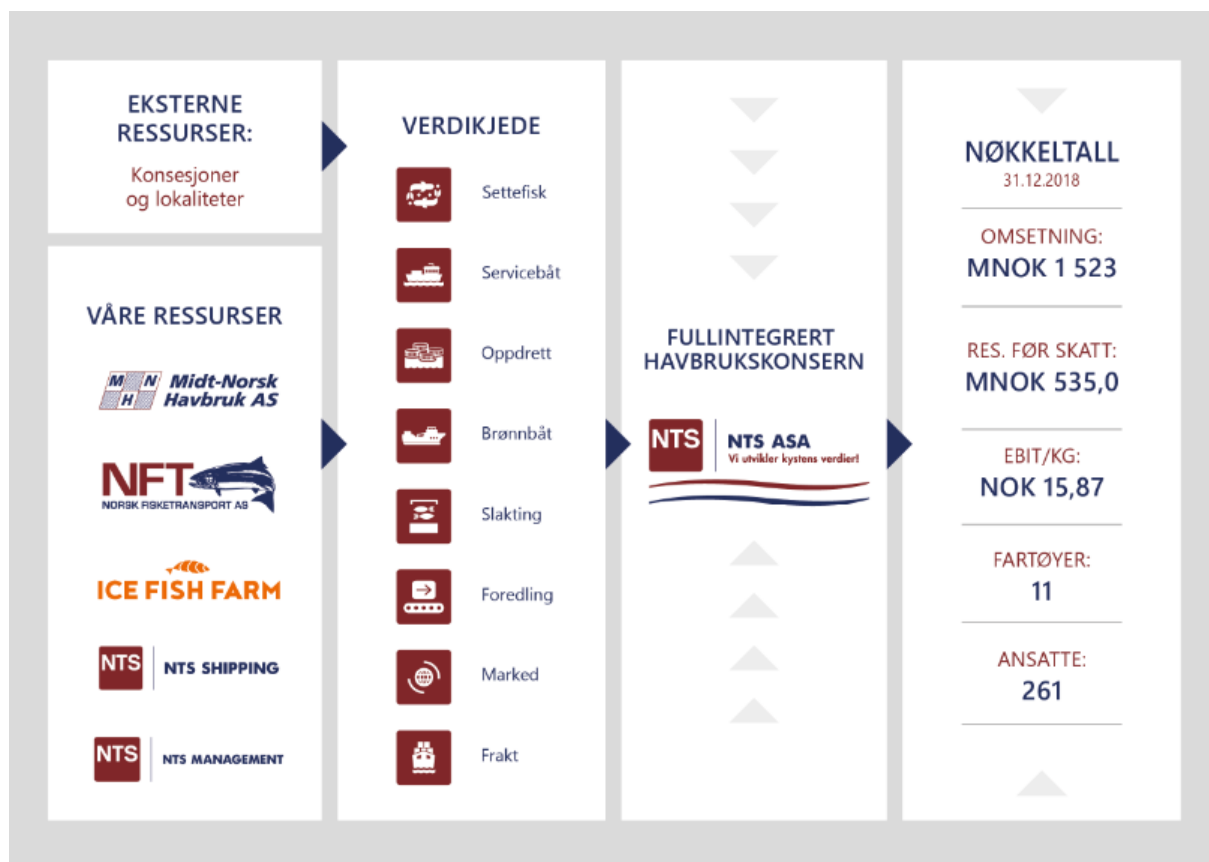 EKSTERNE
RESSURSER:
Konsesjoner
og lokaliteter
VÅRE RESSURSER
M N
H
Midt-Norsk
Havbruk AS
NFT
NORSK FISKETRANSPORT AS
ICE FISH FARM
NTS
NTS SHIPPING
NTS
NTS MANAGEMENT
VERDIKJEDE
Settefisk
Servicebåt
Oppdrett
Brønnbåt
Slakting
Foredling
Marked
Frakt
FULLINTEGRERT
HAVBRUKSKONSERN
NTS
NTS ASA
Vi utvikler kystens verdier!
NØKKELTALL
31.12.2018
OMSETNING:
MNOK 1 523
RES. FØR SKATT:
MNOK 535,0
EBIT/KG:
NOK 15,87
FARTØYER:
11
ANSATTE:
261